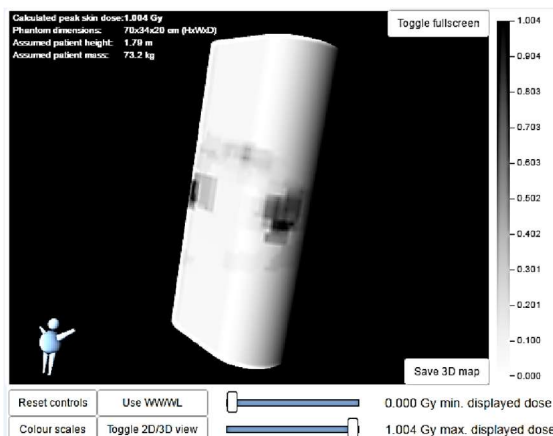 Calculated peak skin dose:1.004 Gy
Phantom dimensions: 70x34x20 cm (HxWxD)
Assumed patient height: 1.79 m
Assumed patient mass: 73.2 kg
Toggle fullscreen
1.004
0.903
0.803
0.703
0.602
0.502
0.402
0.301
0.201
0.100
0.000
Save 3D map
Reset controls Use WW/WL 0.000 Gy min. displayed dose
Colour scales Toggle 2D/3D view 1.004 Gy max. displayed dose